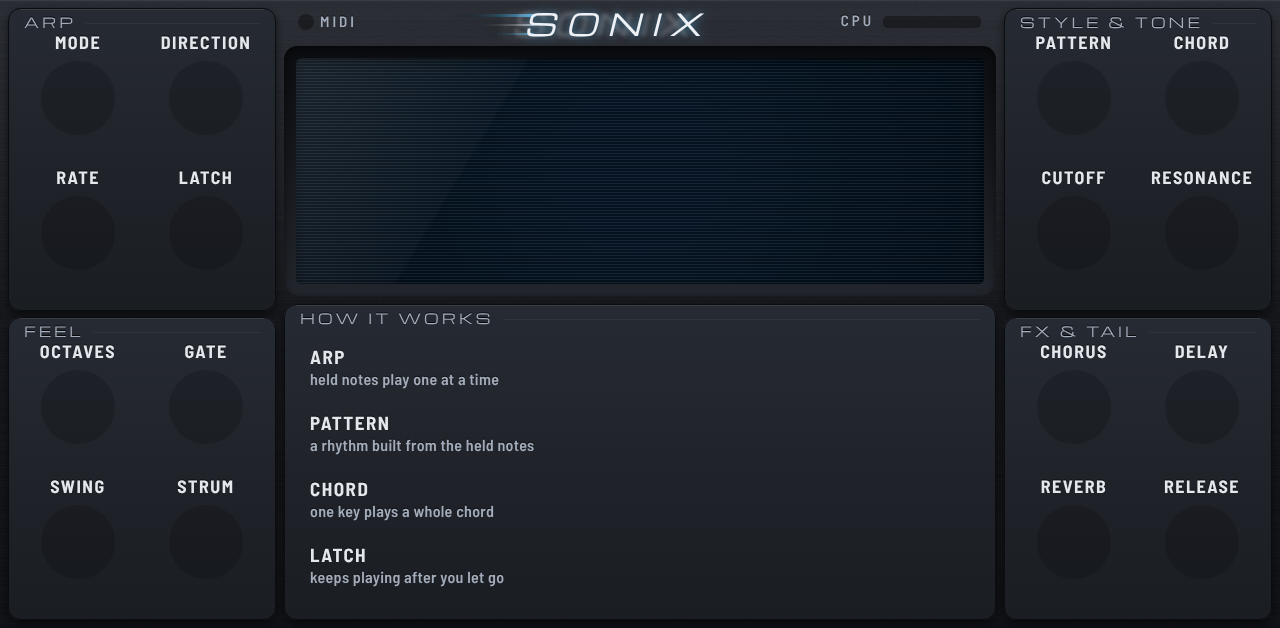 ARP
MODE DIRECTION
RATE LATCH
MIDI
SONIX
CPU
STYLE & TONE
PATTERN CHORD
CUTOFF RESONANCE
FEEL
OCTAVES GATE
SWING STRUM
HOW IT WORKS
ARP
held notes play one at a time
PATTERN
a rhythm built from the held notes
CHORD
one key plays a whole chord
LATCH
keeps playing after you let go
FX & TAIL
CHORUS DELAY
REVERB RELEASE